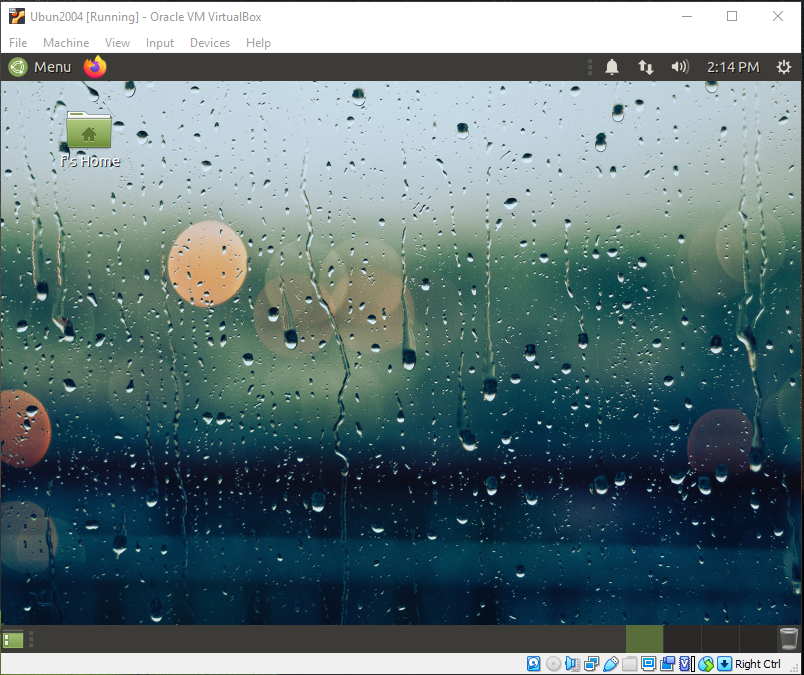 Ubun2004 [Running] - Oracle VM VirtualBox
File Machine View Input Devices Help
Menu 2:14 PM
f's Home
Right Ctrl